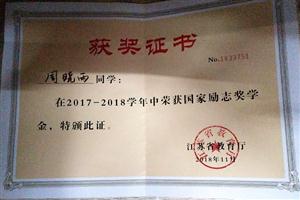 获奖证书
No.1833751
周晓雨同学：
在2017-2018学年中荣获国家励志奖学
金，特颁此证。
江苏省教育厅
2018年11月